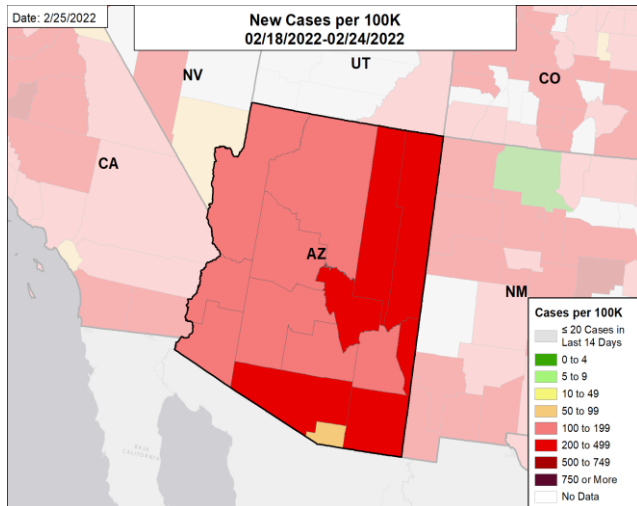 Date: 2/25/2022
New Cases per 100K
02/18/2022-02/24/2022
NV
UT
CO
CA
AZ
NM
BAJA
CALIFORNIA
Cases per 100K
≤ 20 Cases in
Last 14 Days
0 to 4
5 to 9
10 to 49
50 to 99
100 to 199
200 to 499
500 to 749
750 or More
No Data